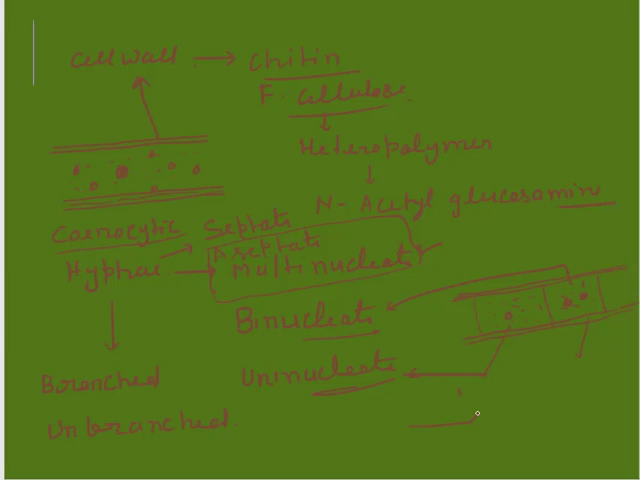 Cell wall → Chitin
F. Cellulose
Heteropolymer
N- Acetyl glucosamine
Coenocytic Septate
Aseptate
Hyphae → Multinucleate
Binucleate
Branched Uninucleate
Unbranched.